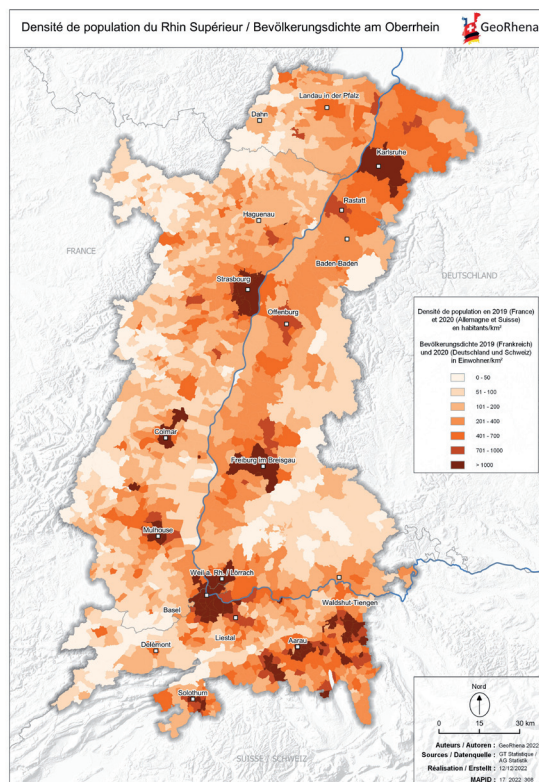 Densité de population du Rhin Supérieur / Bevölkerungsdichte am Oberrhein
GeoRhena
Landau in der Pfalz
Dahn
Karlsruhe
Rastatt
Haguenau
Baden Baden
FRANCE
DEUTSCHLAND
Strasbourg
Offenburg
Densité de population en 2019 (France)
et 2020 (Allemagne et Suisse)
en habitants/km²
Bevölkerungsdichte 2019 (Frankreich)
und 2020 (Deutschland und Schweiz)
in Einwohner/km²
0 - 50
51 - 100
101 - 200
201 - 400
401 - 700
701 - 1000
> 1000
Colmar
Freiburg im Breisgau
Mulhouse
Weil a. Rh. / Lörrach
Basel
Waldshut-Tiengen
Liestal
Delémont
Aarau
Solothurn
SUISSE / SCHWEIZ
Nord
0 15 30 km
Auteurs / Autoren : GeoRhena 2022
Sources / Datenquelle : GT Statistique /
AG Statistik
Réalisation / Erstellt : 12/12/2022
MAPID : 17_2022_368